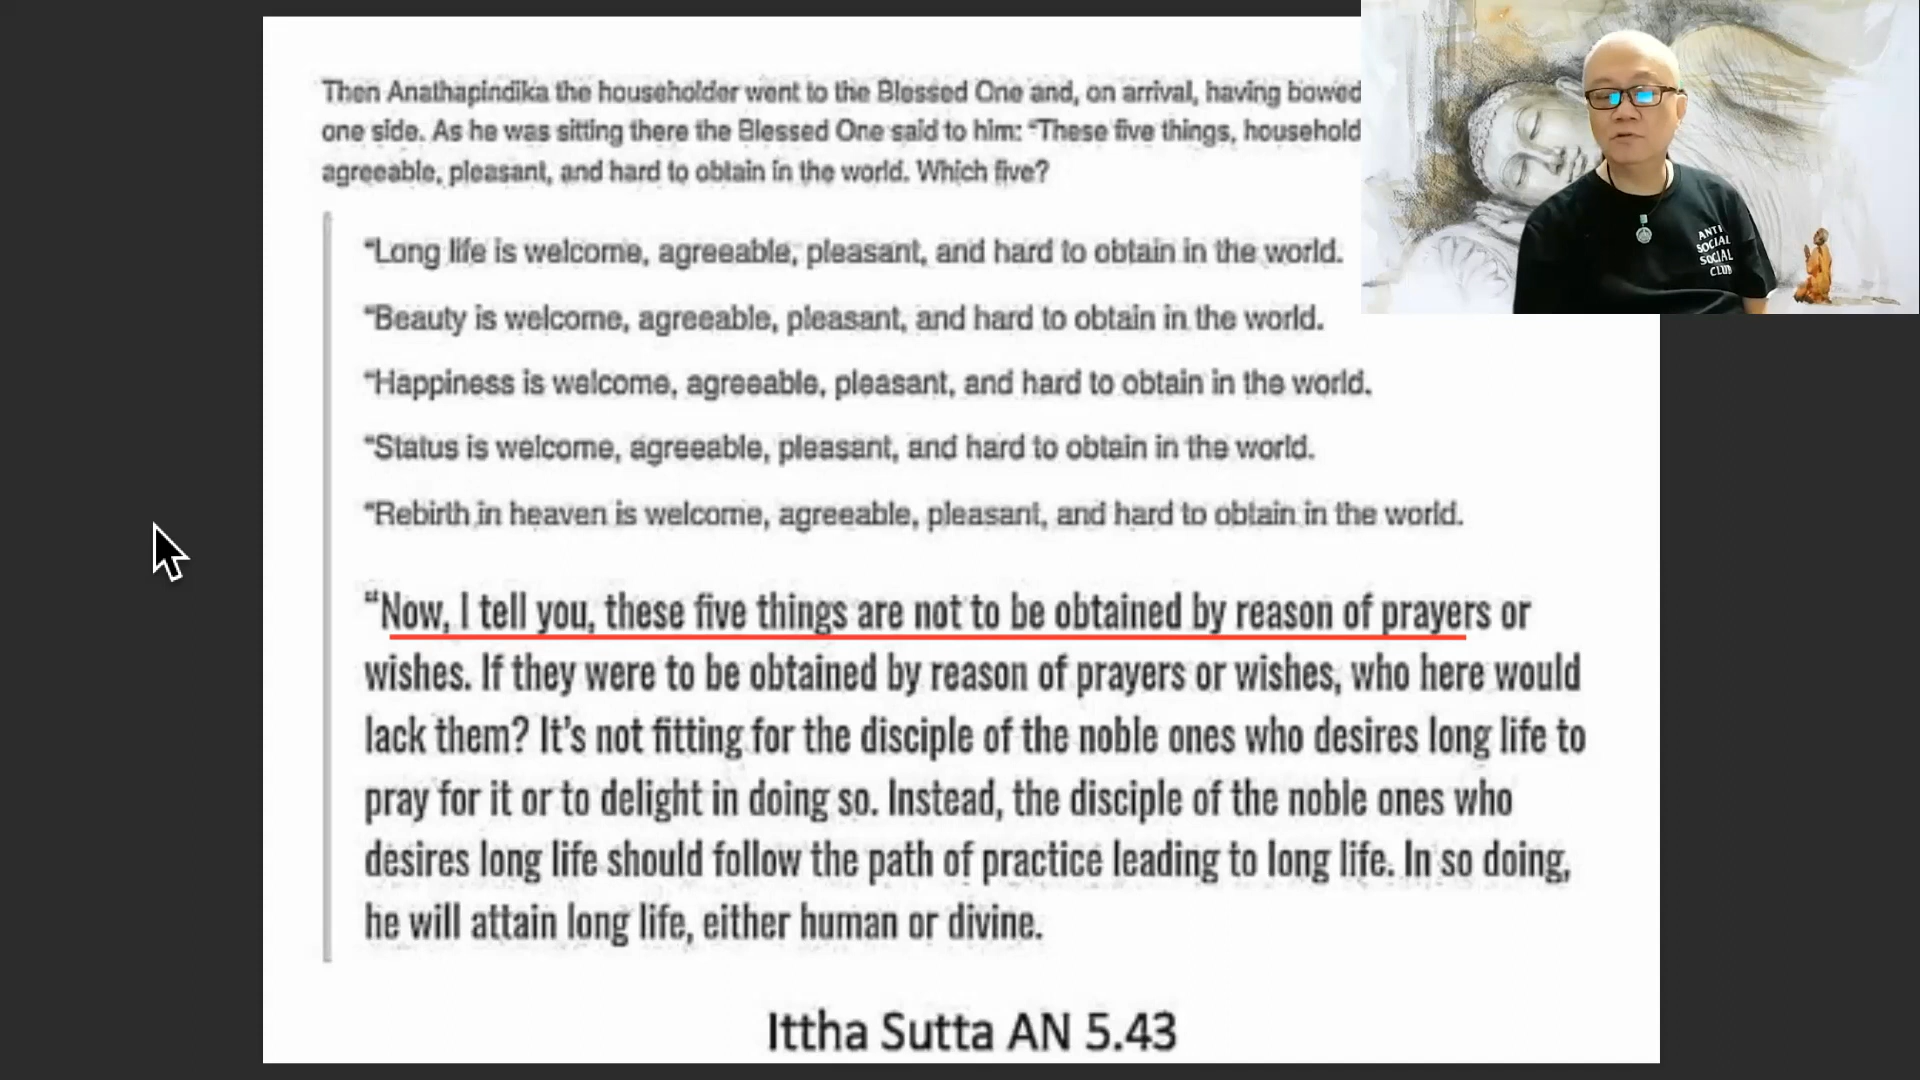 Then Anathapindika the householder went to the Blessed One and, on arrival, having bowed
one side. As he was sitting there the Blessed One said to him: "These five things, household
agreeable, pleasant, and hard to obtain in the world. Which five?
"Long life is welcome, agreeable, pleasant, and hard to obtain in the world.
"Beauty is welcome, agreeable, pleasant, and hard to obtain in the world.
"Happiness is welcome, agreeable, pleasant, and hard to obtain in the world.
"Status is welcome, agreeable, pleasant, and hard to obtain in the world.
"Rebirth in heaven is welcome, agreeable, pleasant, and hard to obtain in the world.
"Now, I tell you, these five things are not to be obtained by reason of prayers or
wishes. If they were to be obtained by reason of prayers or wishes, who here would
lack them? It's not fitting for the disciple of the noble ones who desires long life to
pray for it or to delight in doing so. Instead, the disciple of the noble ones who
desires long life should follow the path of practice leading to long life. In so doing,
he will attain long life, either human or divine.
Ittha Sutta AN 5.43
ANTI
SOCIAL
SOCIAL
CLUB